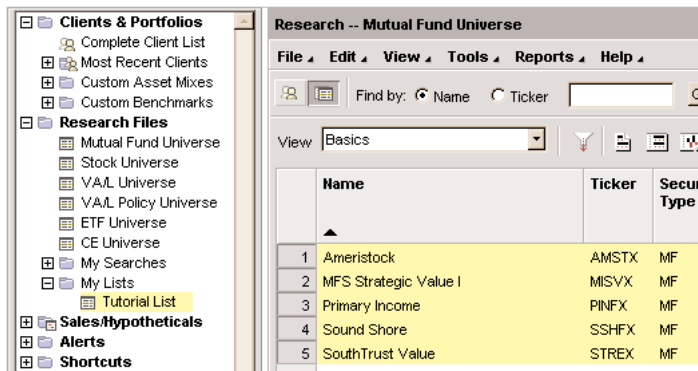 Clients & Portfolios
Complete Client List
Most Recent Clients
Custom Asset Mixes
Custom Benchmarks
Research Files
Mutual Fund Universe
Stock Universe
VA/L Universe
VA/L Policy Universe
ETF Universe
CE Universe
My Searches
My Lists
Tutorial List
Sales/Hypotheticals
Alerts
Shortcuts
Research -- Mutual Fund Universe
File Edit View Tools Reports Help
Find by: Name Ticker
View Basics
Name Ticker Secur
Type
1 Ameristock AMSTX MF
2 MFS Strategic Value I MISVX MF
3 Primary Income PINFX MF
4 Sound Shore SSHFX MF
5 SouthTrust Value STREX MF